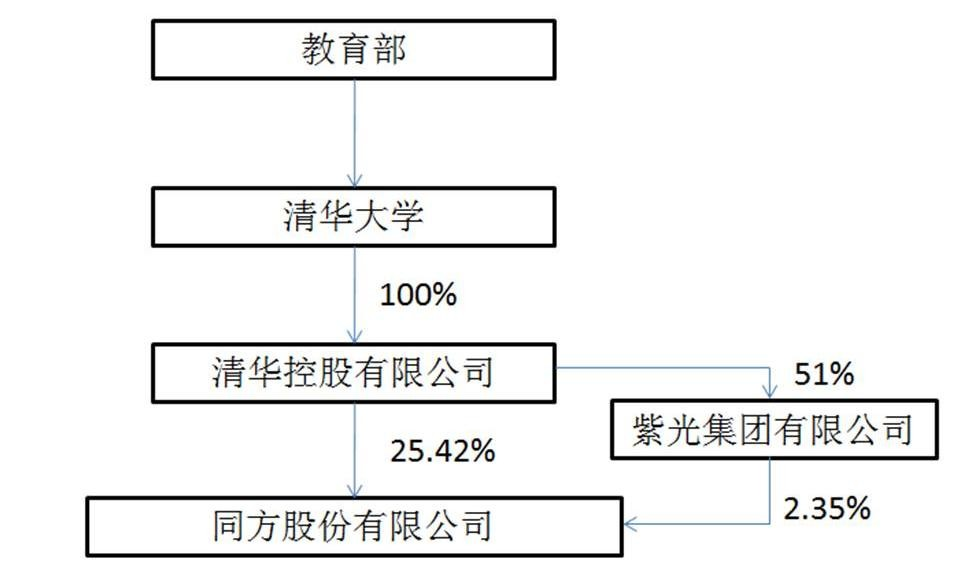 教育部
清华大学
100%
清华控股有限公司
51%
紫光集团有限公司
25.42%
2.35%
同方股份有限公司